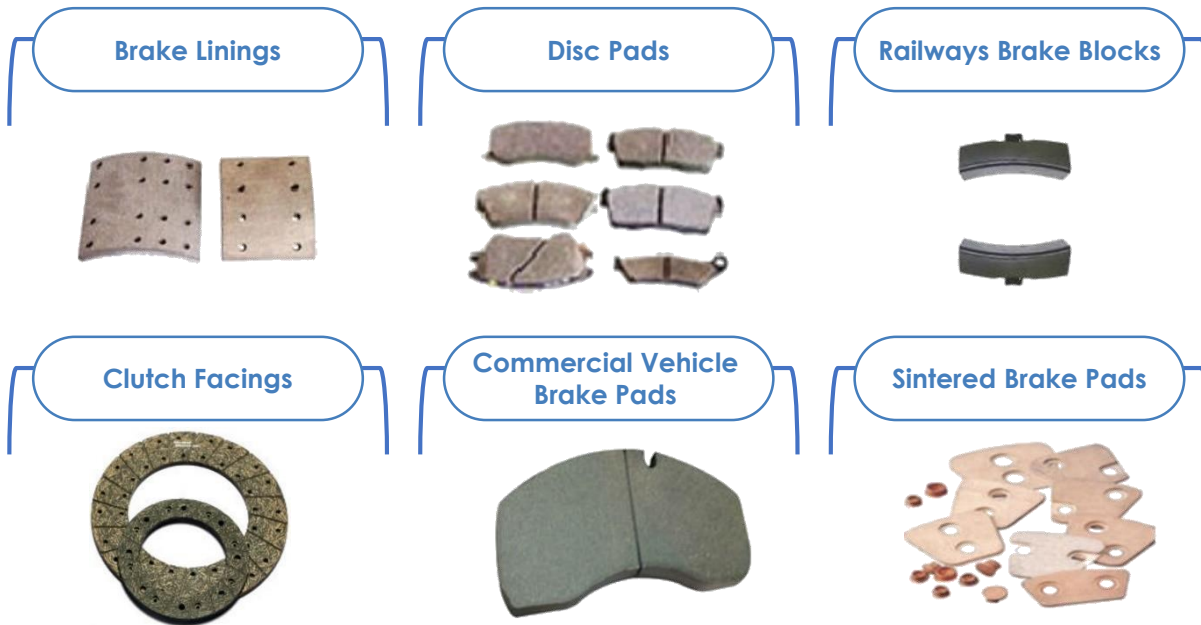 Brake Linings
Disc Pads
Railways Brake Blocks
Clutch Facings
Commercial Vehicle
Brake Pads
Sintered Brake Pads